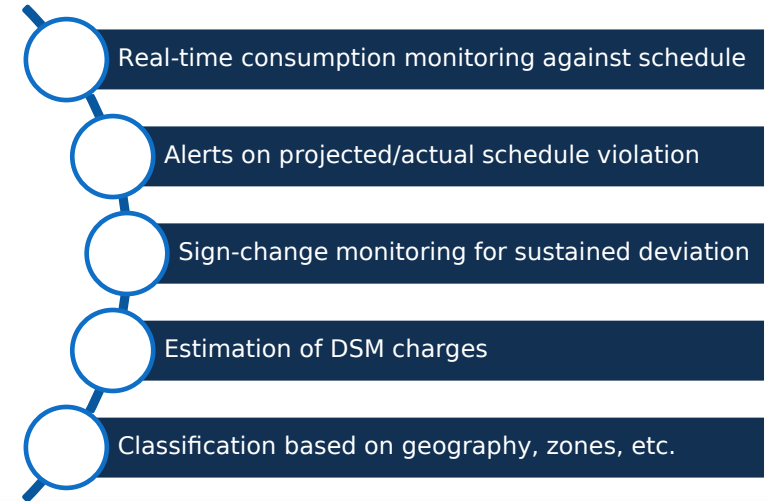 Real-time consumption monitoring against schedule
Alerts on projected/actual schedule violation
Sign-change monitoring for sustained deviation
Estimation of DSM charges
Classification based on geography, zones, etc.